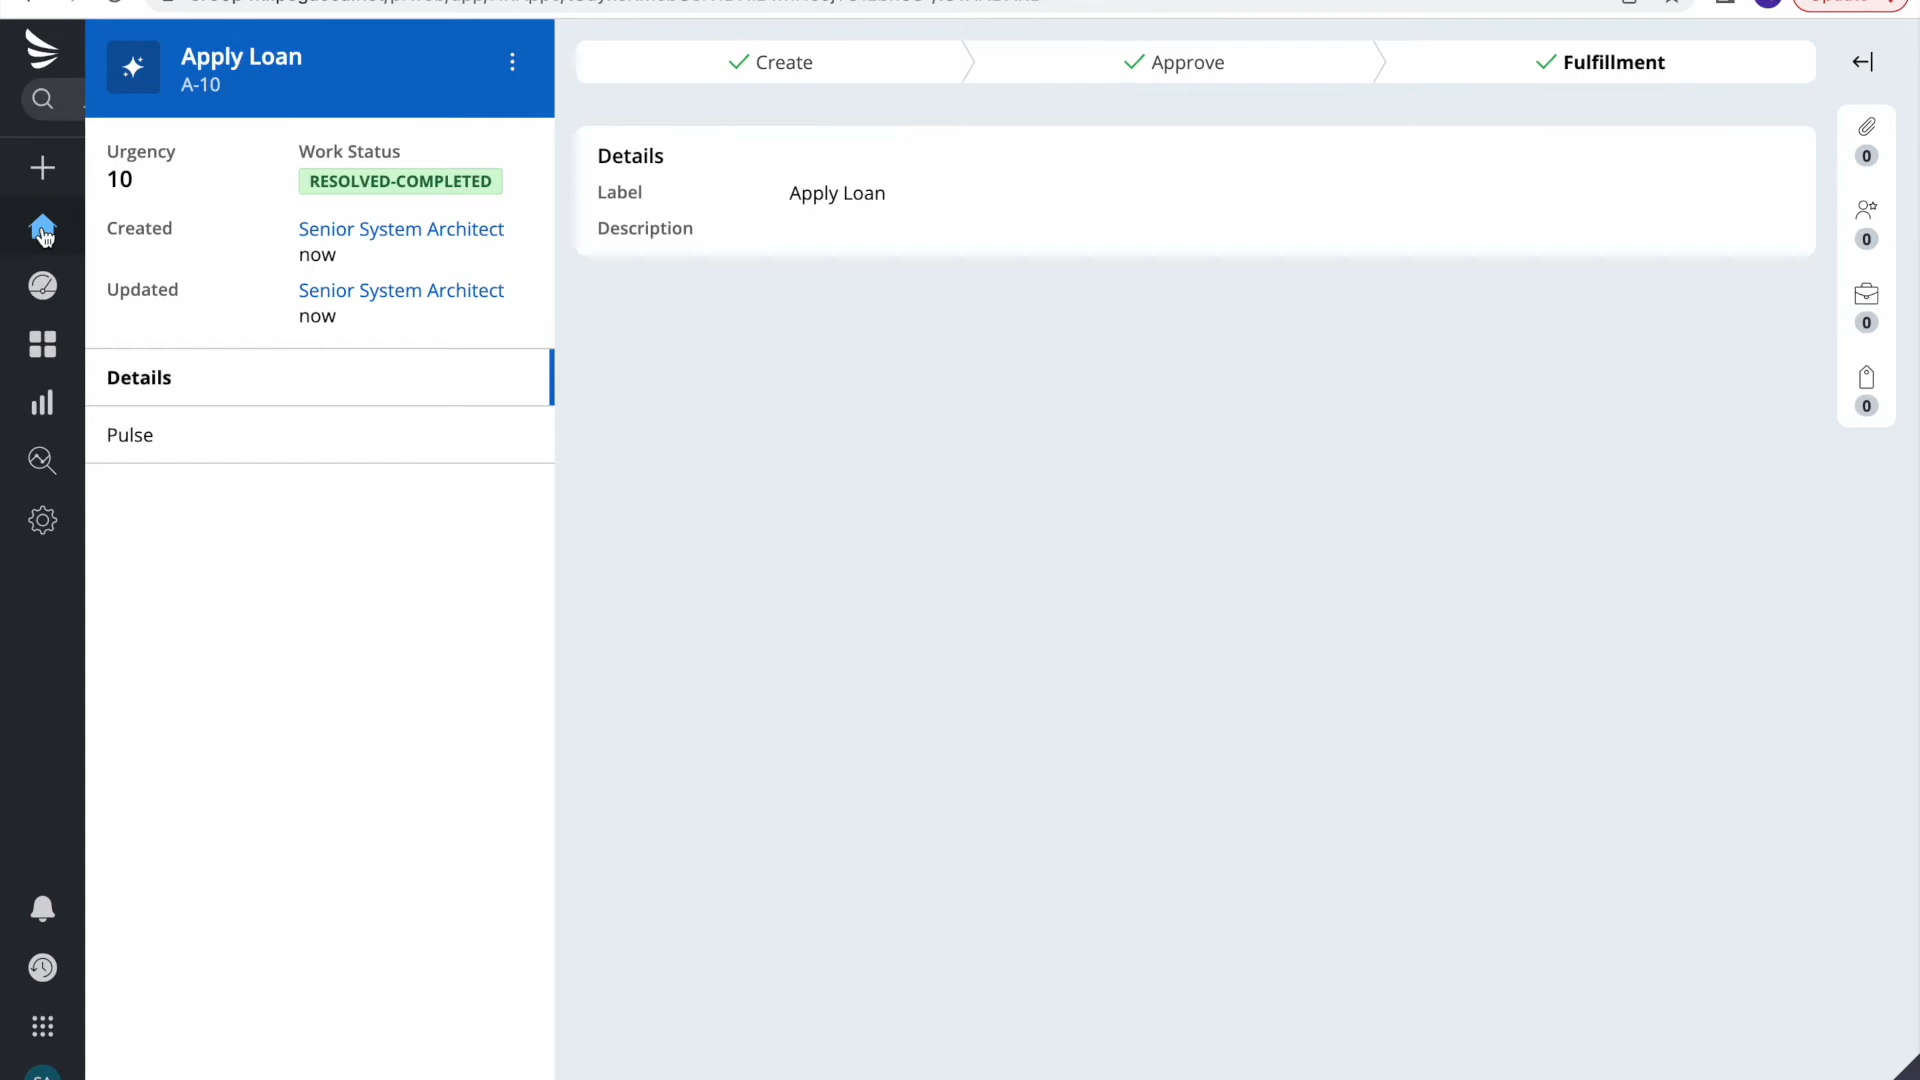 Apply Loan
A-10
Urgency
10
Work Status
RESOLVED-COMPLETED
Created
Senior System Architect
now
Updated
Senior System Architect
now
Details
Pulse
Create
Approve
Fulfillment
Details
Label
Apply Loan
Description
0
0
0
0